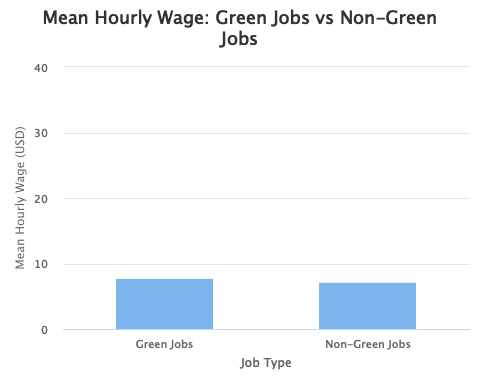 Mean Hourly Wage: Green Jobs vs Non-Green
Jobs
40
30
20
10
0
Mean Hourly Wage (USD)
Green Jobs
Non-Green Jobs
Job Type